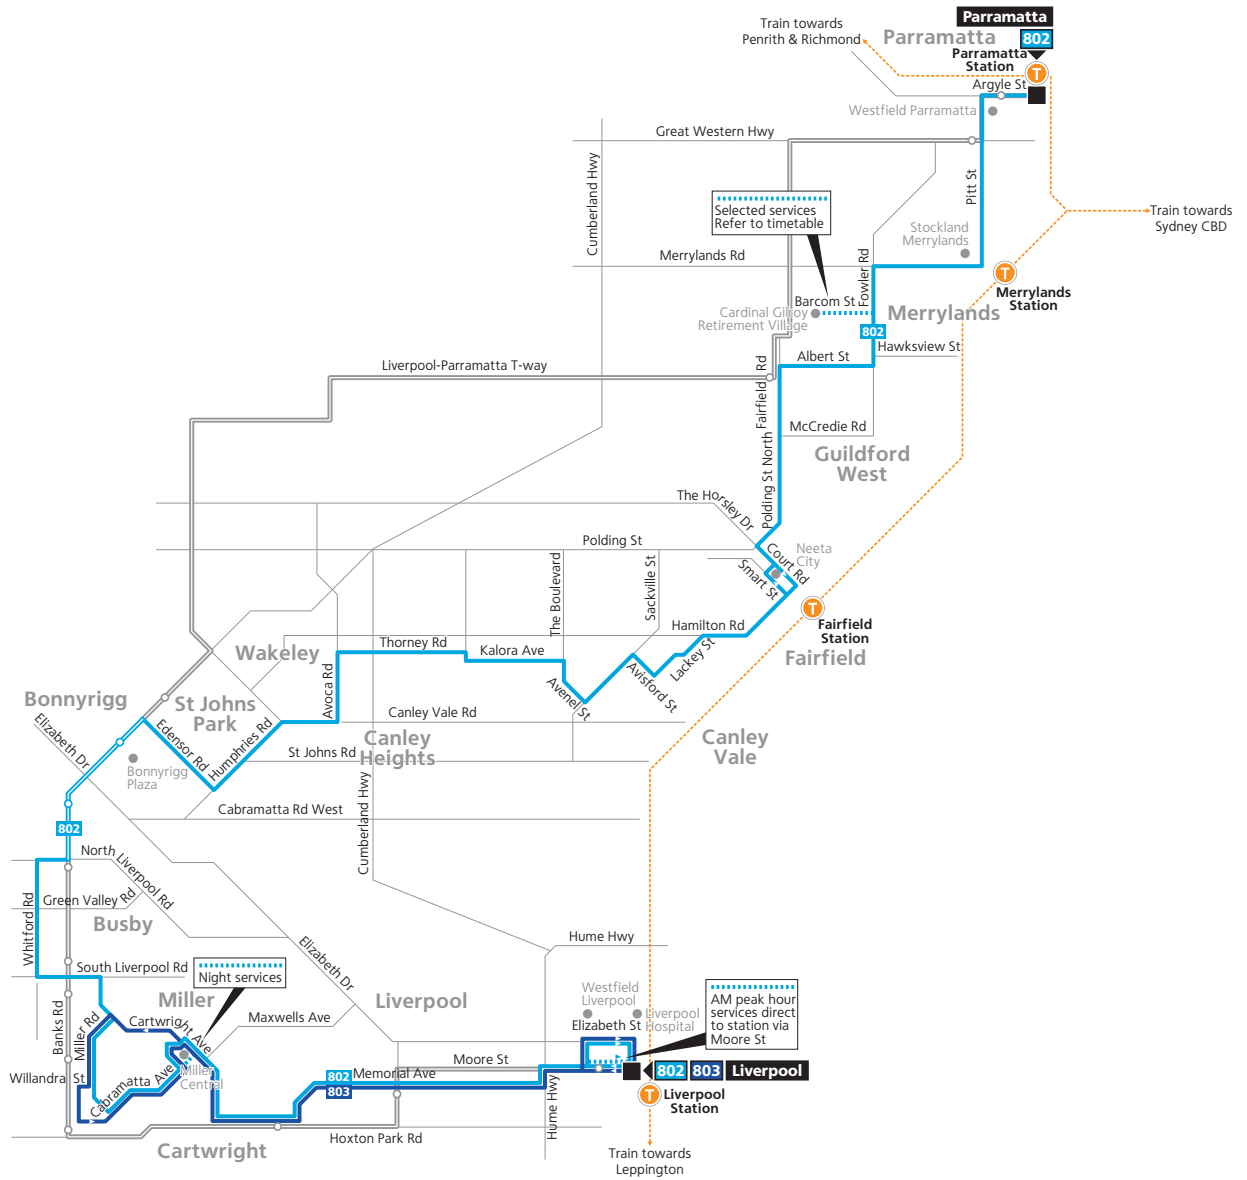 Parramatta
Train towards
Penrith & Richmond
Parramatta
802
Parramatta
Station
T
Argyle St
Westfield Parramatta
Great Western Hwy
Cumberland Hwy
Pitt St
Selected services
Refer to timetable
Train towards
Sydney CBD
Stockland
Merrylands
Merrylands Rd
Fowler Rd
T
Merrylands
Station
Barcom St
Cardinal Gilroy
Retirement Village
Merrylands
802
Hawksview St
Albert St
Liverpool-Parramatta T-way
Fairfield Rd
McCredie Rd
Guildford
West
Polding St North
The Horsley Dr
Polding St
Court Rd
Neeta
City
Smart St
The Boulevard
Sackville St
T
Fairfield
Station
Fairfield
Hamilton Rd
Wakeley
Thorney Rd
Kalora Ave
Lackey St
Avisford St
Avenel St
Avoca Rd
Bonnyrigg
St Johns
Park
Elizabeth Dr
Edensor Rd
Humphries Rd
Canley Vale Rd
Canley
Heights
Canley
Vale
St Johns Rd
Bonnyrigg
Plaza
Cumberland Hwy
Cabramatta Rd West
802
North Liverpool Rd
Green Valley Rd
Whitford Rd
Busby
Elizabeth Dr
Hume Hwy
South Liverpool Rd
Night services
Miller
Liverpool
Westfield
Liverpool
Liverpool
Hospital
AM peak hour
services direct
to station via
Moore St
Banks Rd
Miller Rd
Cartwright Ave
Maxwells Ave
Elizabeth St
Moore St
Willandra St
Cabramatta Ave
Miller
Central
802
803
Memorial Ave
802
803
Liverpool
T
Liverpool
Station
Hume Hwy
Hoxton Park Rd
Cartwright
Train towards
Leppington